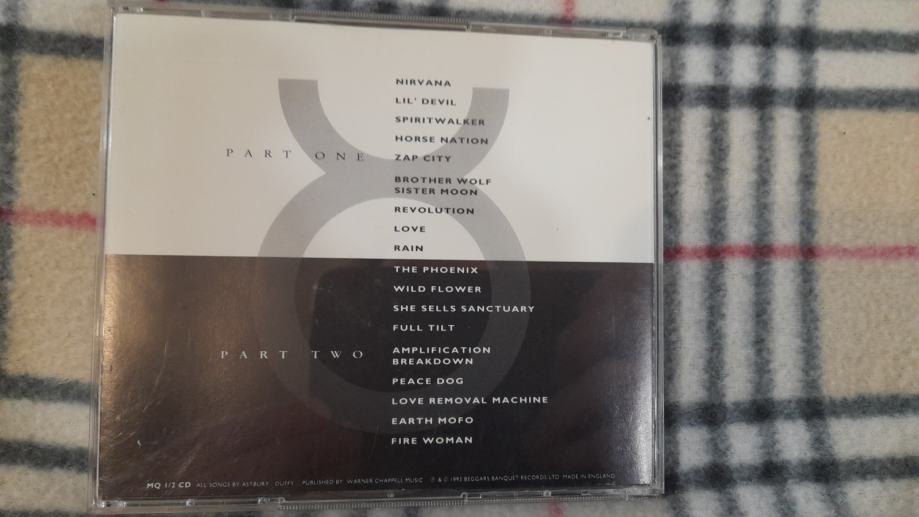 NIRVANA
LIL' DEVIL
SPIRITWALKER
HORSE NATION
PART ONE
ZAP CITY
BROTHER WOLF
SISTER MOON
REVOLUTION
LOVE
RAIN
THE PHOENIX
WILD FLOWER
SHE SELLS SANCTUARY
FULL TILT
PART TWO
AMPLIFICATION
BREAKDOWN
PEACE DOG
LOVE REMOVAL MACHINE
EARTH MOFO
FIRE WOMAN
MQ 1/2 CD ALL SONGS BY ASTBURY DUFFY PUBLISHED BY WARNER CHAPPELL MUSIC ℗ & © 1993 BEGGARS BANQUET RECORDS LTD MADE IN ENGLAND